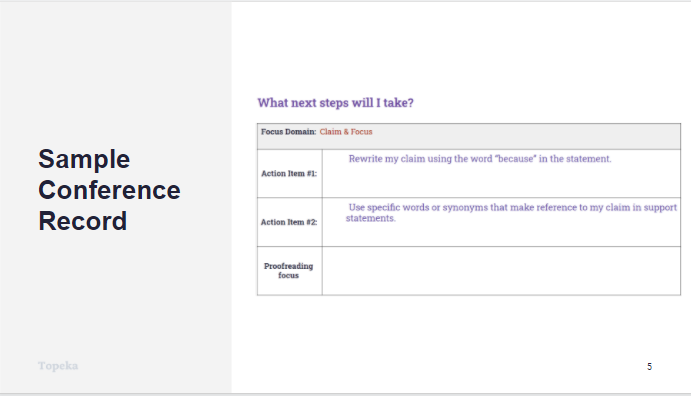 Sample
Conference
Record
What next steps will I take?
Focus Domain: Claim & Focus
Action Item #1:
Rewrite my claim using the word "because" in the statement.
Action Item #2:
Use specific words or synonyms that make reference to my claim in support
statements.
Proofreading
focus
Topeka
5